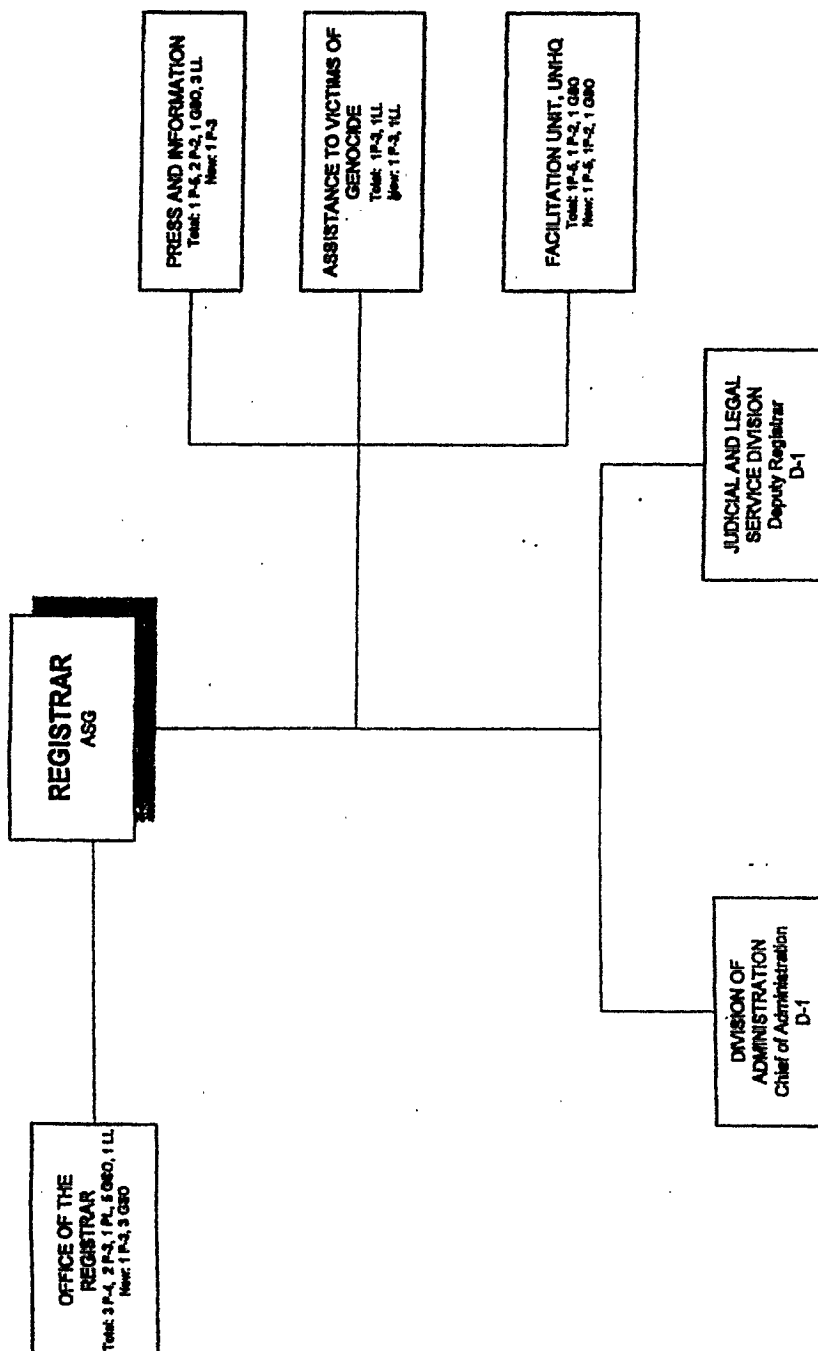 REGISTRAR
ASG
OFFICE OF THE
REGISTRAR
Total: 3 P-4, 2 P-3, 1 PL, 5 GSO, 1 LL
New: 1 P-3, 3 GSO
PRESS AND INFORMATION
Total: 1 P-5, 2 P-2, 1 GSO, 3 LL
New: 1 P-3
ASSISTANCE TO VICTIMS OF
GENOCIDE
Total: 1P-3, 1LL
New: 1 P-3, 1LL
FACILITATION UNIT, UNHQ
Total: 1P-5, 1 P-2, 1 GSO
New: 1 P-5, 1P-2, 1 GSO
DIVISION OF
ADMINISTRATION
Chief of Administration
D-1
JUDICIAL AND LEGAL
SERVICE DIVISION
Deputy Registrar
D-1